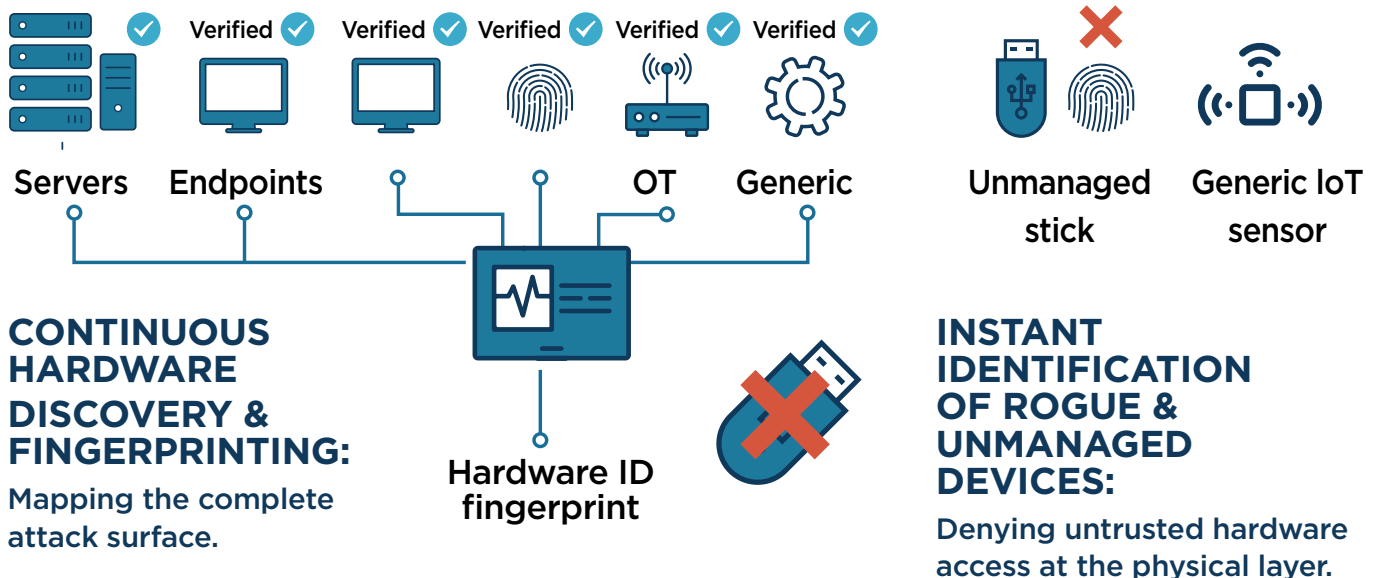 Verified
Verified
Verified
Verified
Verified
Servers
Endpoints
OT
Generic
Unmanaged
stick
Generic IoT
sensor
CONTINUOUS
HARDWARE
DISCOVERY &
FINGERPRINTING:
Mapping the complete
attack surface.
Hardware ID
fingerprint
INSTANT
IDENTIFICATION
OF ROGUE &
UNMANAGED
DEVICES:
Denying untrusted hardware
access at the physical layer.